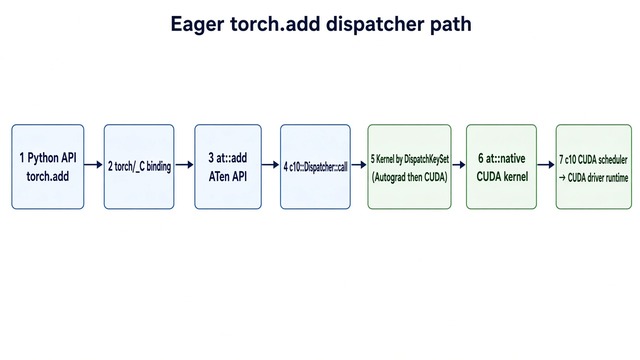 Eager torch.add dispatcher path
1 Python API
torch.add
2 torch/_C binding
3 at::add
ATen API
4 c10::Dispatcher::call
5 Kernel by DispatchKeySet
(Autograd then CUDA)
6 at::native
CUDA kernel
7 c10 CUDA scheduler
→ CUDA driver runtime